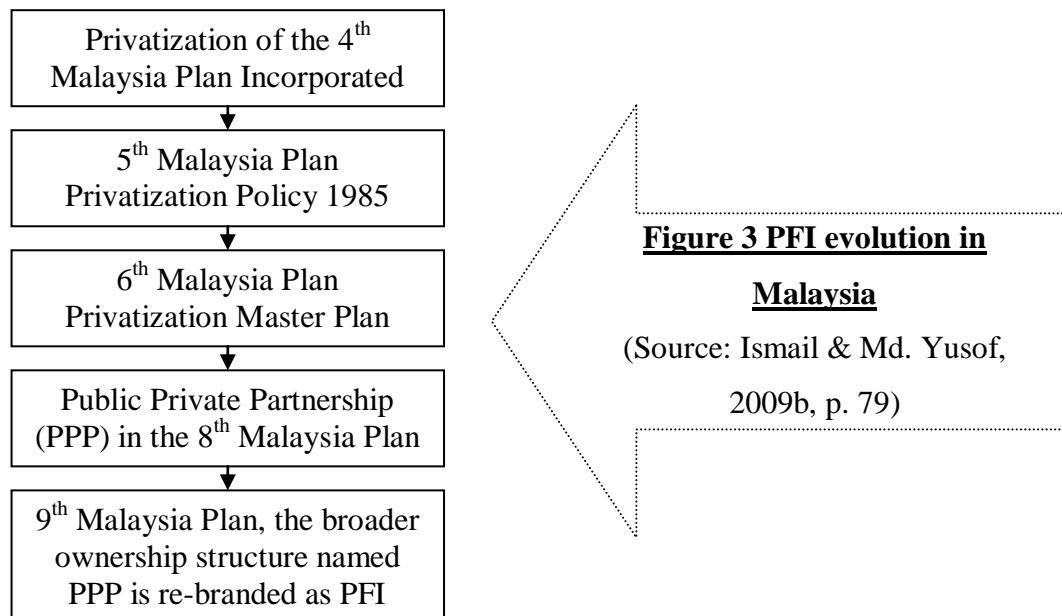 Privatization of the 4th
Malaysia Plan Incorporated
5th Malaysia Plan
Privatization Policy 1985
6th Malaysia Plan
Privatization Master Plan
Public Private Partnership
(PPP) in the 8th Malaysia Plan
9th Malaysia Plan, the broader
ownership structure named
PPP is re-branded as PFI
Figure 3 PFI evolution in
Malaysia
(Source: Ismail & Md. Yusof,
2009b, p. 79)